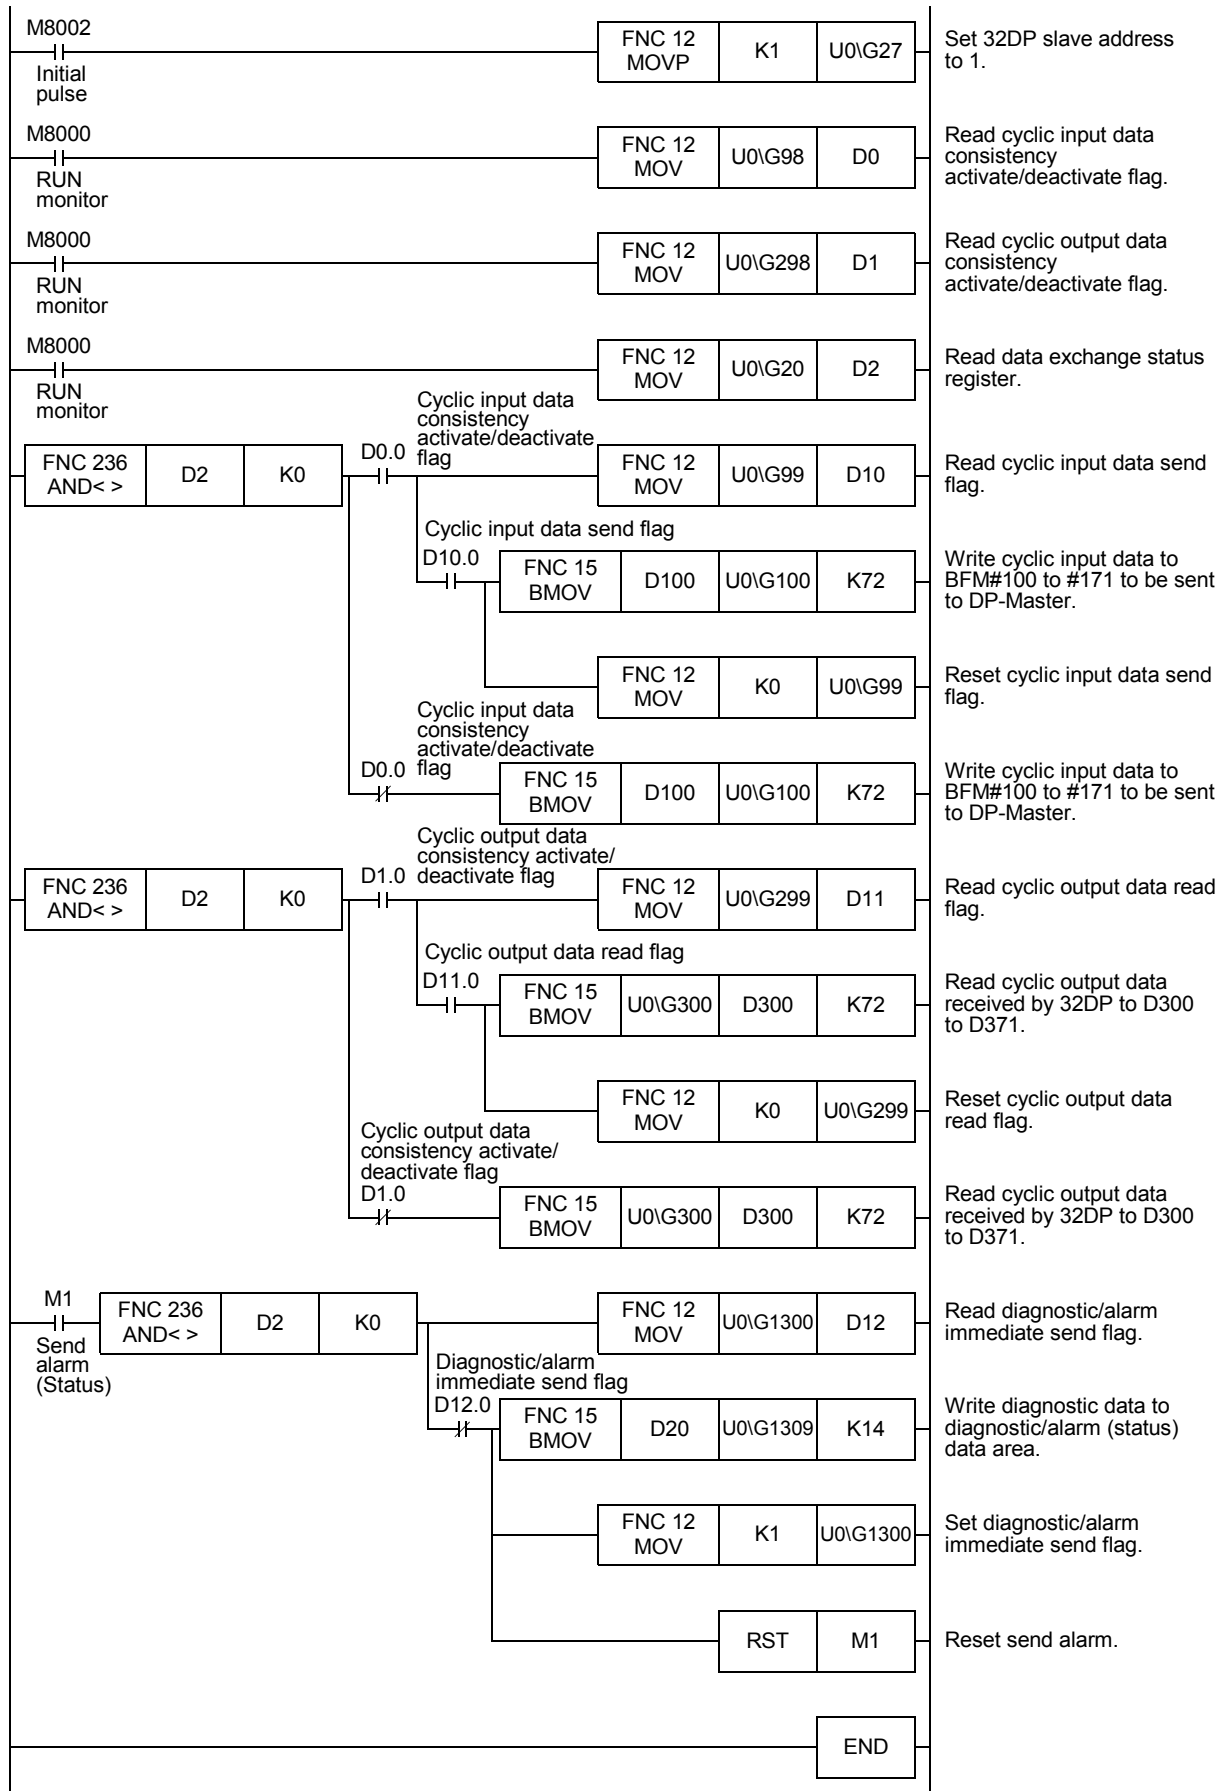 M8002
Initial
pulse
FNC 12
MOVP
K1
U0\G27
Set 32DP slave address
to 1.
M8000
RUN
monitor
FNC 12
MOV
U0\G98
D0
Read cyclic input data
consistency
activate/deactivate flag.
M8000
RUN
monitor
FNC 12
MOV
U0\G298
D1
Read cyclic output data
consistency
activate/deactivate flag.
M8000
RUN
monitor
FNC 12
MOV
U0\G20
D2
Read data exchange status
register.
FNC 236
AND< >
D2
K0
D0.0
Cyclic input data
consistency
activate/deactivate
flag
FNC 12
MOV
U0\G99
D10
Read cyclic input data send
flag.
Cyclic input data send flag
D10.0
FNC 15
BMOV
D100
U0\G100
K72
Write cyclic input data to
BFM#100 to #171 to be sent
to DP-Master.
FNC 12
MOV
K0
U0\G99
Reset cyclic input data send
flag.
Cyclic input data
consistency
activate/deactivate
flag
D0.0
FNC 15
BMOV
D100
U0\G100
K72
Write cyclic input data to
BFM#100 to #171 to be sent
to DP-Master.
FNC 236
AND< >
D2
K0
D1.0
Cyclic output data
consistency activate/
deactivate flag
FNC 12
MOV
U0\G299
D11
Read cyclic output data read
flag.
Cyclic output data read flag
D11.0
FNC 15
BMOV
U0\G300
D300
K72
Read cyclic output data
received by 32DP to D300
to D371.
FNC 12
MOV
K0
U0\G299
Reset cyclic output data
read flag.
Cyclic output data
consistency activate/
deactivate flag
D1.0
FNC 15
BMOV
U0\G300
D300
K72
Read cyclic output data
received by 32DP to D300
to D371.
M1
Send
alarm
(Status)
FNC 236
AND< >
D2
K0
FNC 12
MOV
U0\G1300
D12
Read diagnostic/alarm
immediate send flag.
Diagnostic/alarm
immediate send flag
D12.0
FNC 15
BMOV
D20
U0\G1309
K14
Write diagnostic data to
diagnostic/alarm (status)
data area.
FNC 12
MOV
K1
U0\G1300
Set diagnostic/alarm
immediate send flag.
RST
M1
Reset send alarm.
END